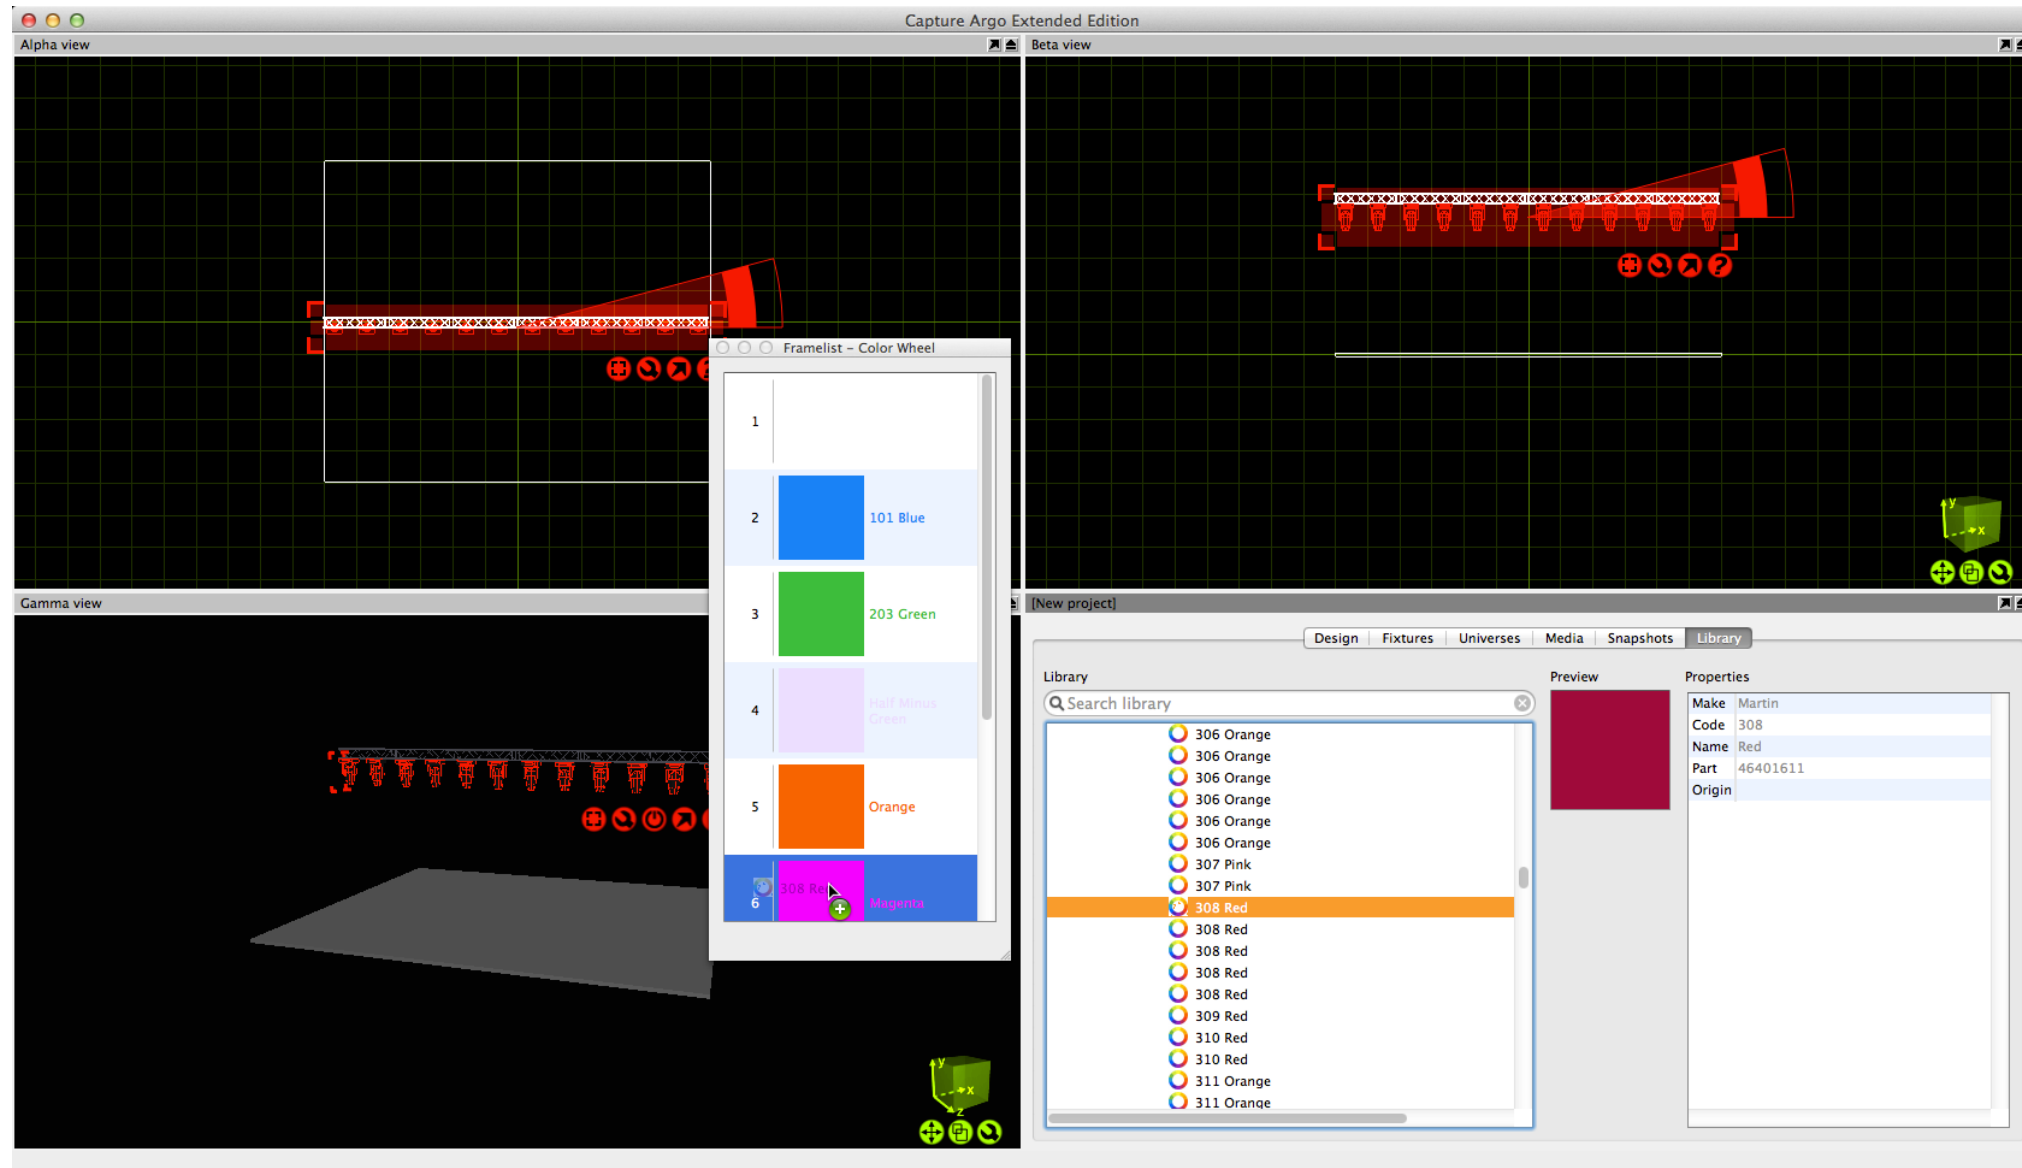 Capture Argo Extended Edition
Alpha view
Beta view
Framelist – Color Wheel
1
2 101 Blue
3 203 Green
4 Half Minus
Green
5 Orange
308 Red
6 Magenta
y
x
Gamma view
y
x
z
[New project]
Design Fixtures Universes Media Snapshots Library
Library
Search library
306 Orange
306 Orange
306 Orange
306 Orange
306 Orange
306 Orange
307 Pink
307 Pink
308 Red
308 Red
308 Red
308 Red
308 Red
309 Red
310 Red
310 Red
311 Orange
311 Orange
Preview
Properties
Make Martin
Code 308
Name Red
Part 46401611
Origin